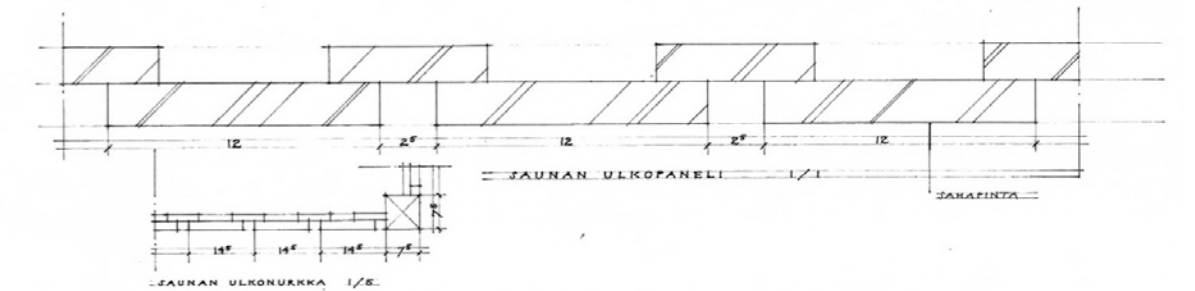 12 2⁵ 12 2⁵ 12
SAUNAN ULKOPANELI 1/1
SAHAPINTA
7⁵
14⁵ 14⁵ 14⁵ 7⁵
SAUNAN ULKONURKKA 1/5